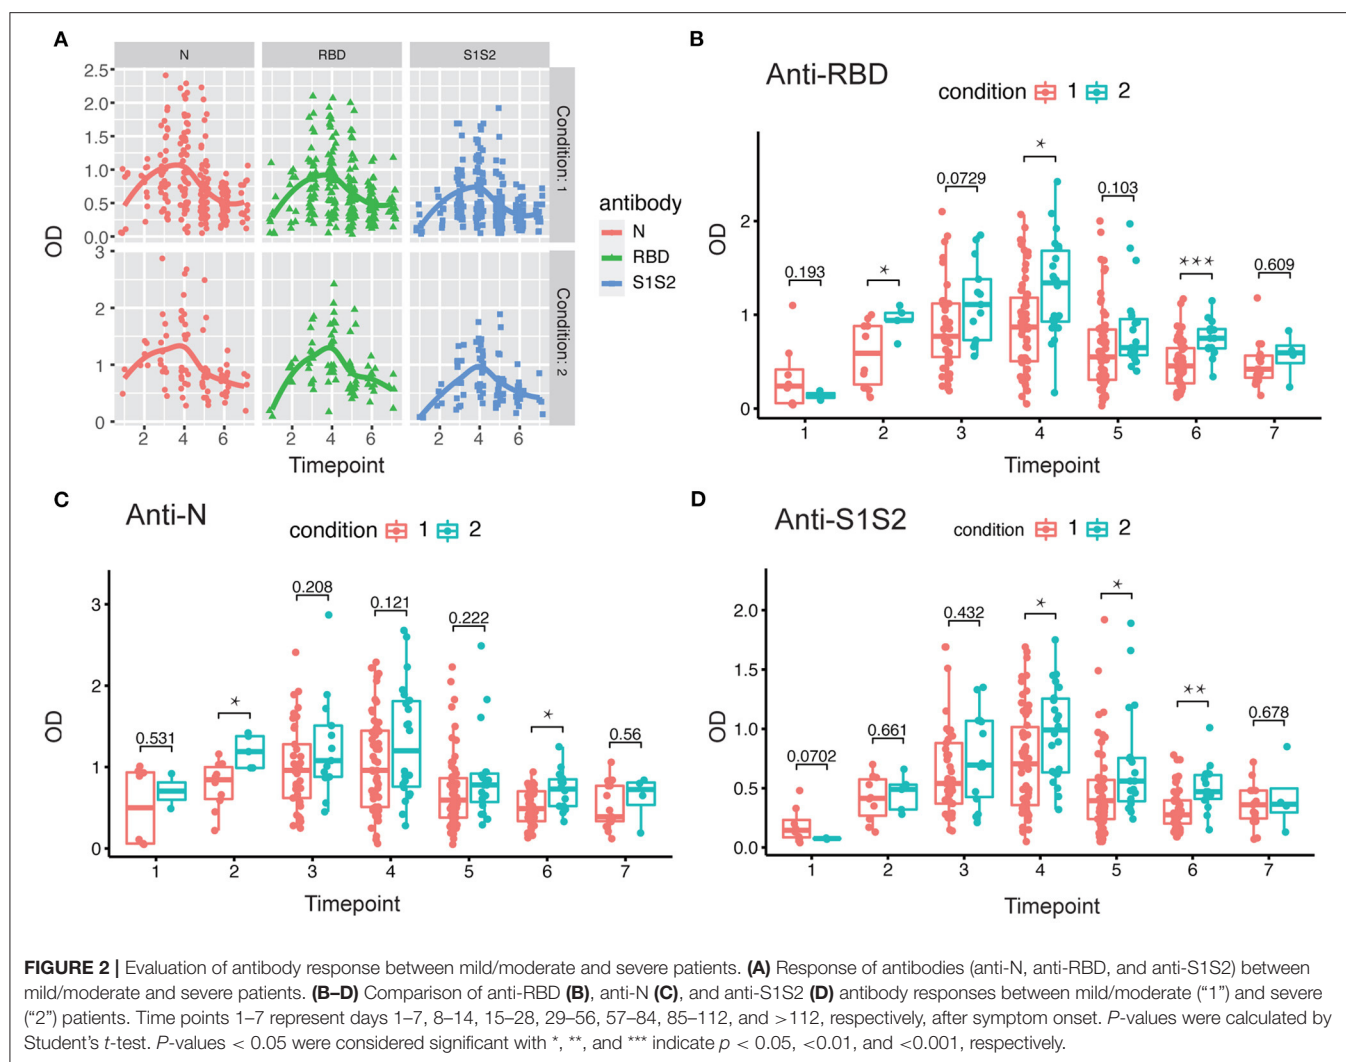 A
N RBD S1S2
2.5
2.0
1.5
1.0
0.5
0.0
Condition: 1
OD
3
2
1
0
Condition: 2
2 4 6 2 4 6 2 4 6
Timepoint
antibody
N
RBD
S1S2
B
Anti-RBD
condition 1 2
OD
2
1
0
0.193
*
0.0729
*
0.103
***
0.609
1 2 3 4 5 6 7
Timepoint
C
Anti-N
condition 1 2
OD
3
2
1
0
0.531
*
0.208
0.121
0.222
*
0.56
1 2 3 4 5 6 7
Timepoint
D
Anti-S1S2
condition 1 2
OD
2.0
1.5
1.0
0.5
0.0
0.0702
0.661
0.432
*
*
**
0.678
1 2 3 4 5 6 7
Timepoint
FIGURE 2 | Evaluation of antibody response between mild/moderate and severe patients. (A) Response of antibodies (anti-N, anti-RBD, and anti-S1S2) between
mild/moderate and severe patients. (B–D) Comparison of anti-RBD (B), anti-N (C), and anti-S1S2 (D) antibody responses between mild/moderate (“1”) and severe
(“2”) patients. Time points 1–7 represent days 1–7, 8–14, 15–28, 29–56, 57–84, 85–112, and >112, respectively, after symptom onset. P-values were calculated by
Student’s t-test. P-values < 0.05 were considered significant with *, **, and *** indicate p < 0.05, <0.01, and <0.001, respectively.